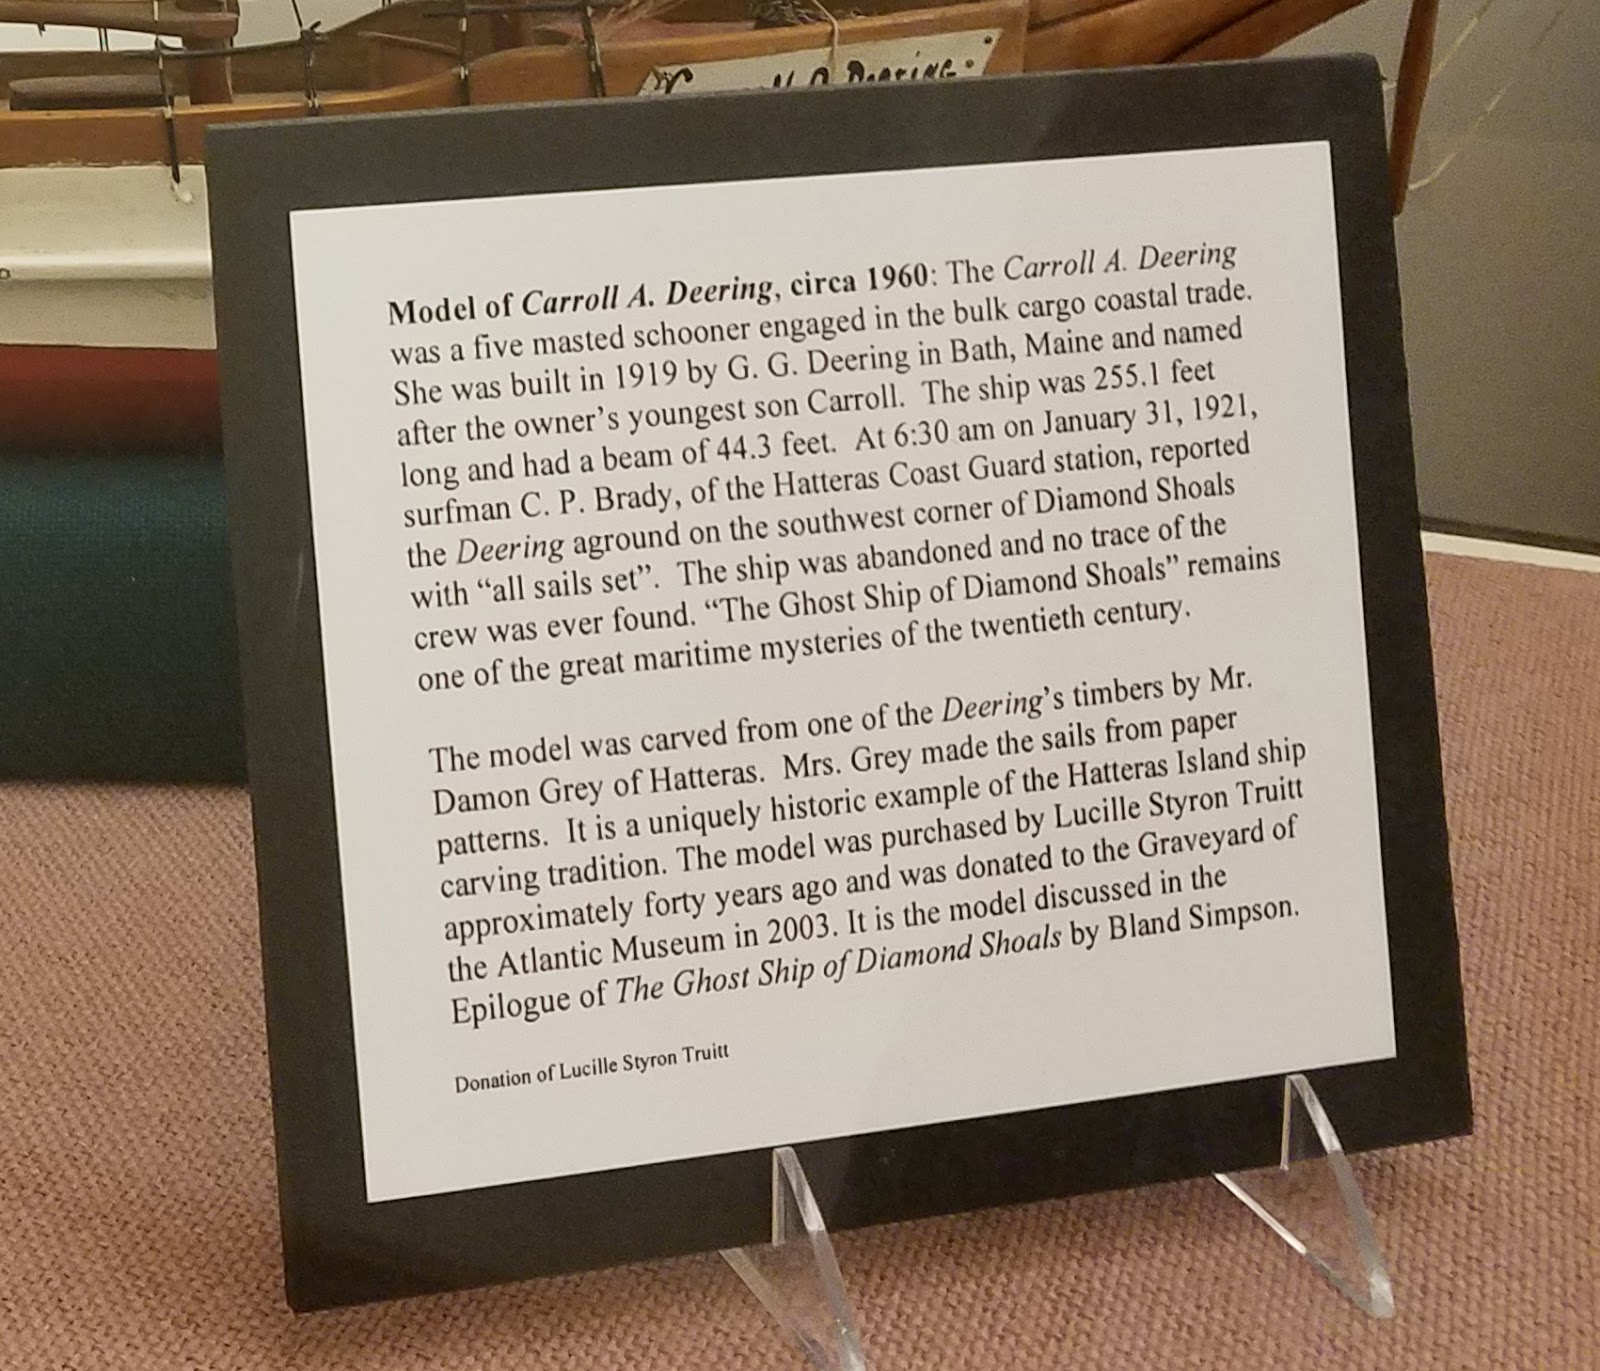 Deering
Model of Carroll A. Deering, circa 1960: The Carroll A. Deering
was a five masted schooner engaged in the bulk cargo coastal trade.
She was built in 1919 by G. G. Deering in Bath, Maine and named
after the owner's youngest son Carroll.  The ship was 255.1 feet
long and had a beam of 44.3 feet.  At 6:30 am on January 31, 1921,
surfman C. P. Brady, of the Hatteras Coast Guard station, reported
the Deering aground on the southwest corner of Diamond Shoals
with “all sails set”.  The ship was abandoned and no trace of the
crew was ever found. “The Ghost Ship of Diamond Shoals” remains
one of the great maritime mysteries of the twentieth century.
The model was carved from one of the Deering's timbers by Mr.
Damon Grey of Hatteras.  Mrs. Grey made the sails from paper
patterns.  It is a uniquely historic example of the Hatteras Island ship
carving tradition. The model was purchased by Lucille Styron Truitt
approximately forty years ago and was donated to the Graveyard of
the Atlantic Museum in 2003. It is the model discussed in the
Epilogue of The Ghost Ship of Diamond Shoals by Bland Simpson.
Donation of Lucille Styron Truitt